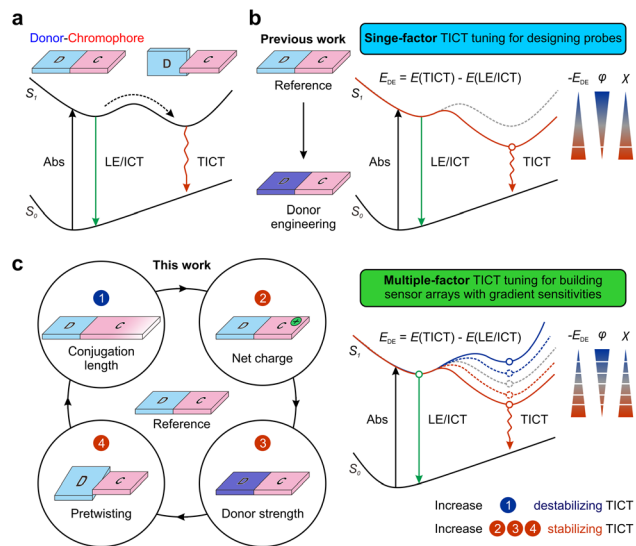 a
Donor-Chromophore
D
C
D
C
S1
Abs
LE/ICT
TICT
S0
b
Previous work
D
C
Reference
D
C
Donor
engineering
Singe-factor TICT tuning for designing probes
EDE = E(TICT) - E(LE/ICT)
-EDE
φ
χ
S1
Abs
LE/ICT
TICT
S0
c
This work
1
D
C
Conjugation
length
2
D
C
+
Net charge
D
C
Reference
4
D
C
Pretwisting
3
D
C
Donor strength
Multiple-factor TICT tuning for building
sensor arrays with gradient sensitivities
EDE = E(TICT) - E(LE/ICT)
-EDE
φ
χ
S1
Abs
LE/ICT
TICT
S0
Increase 1 destabilizing TICT
Increase 2 3 4 stabilizing TICT